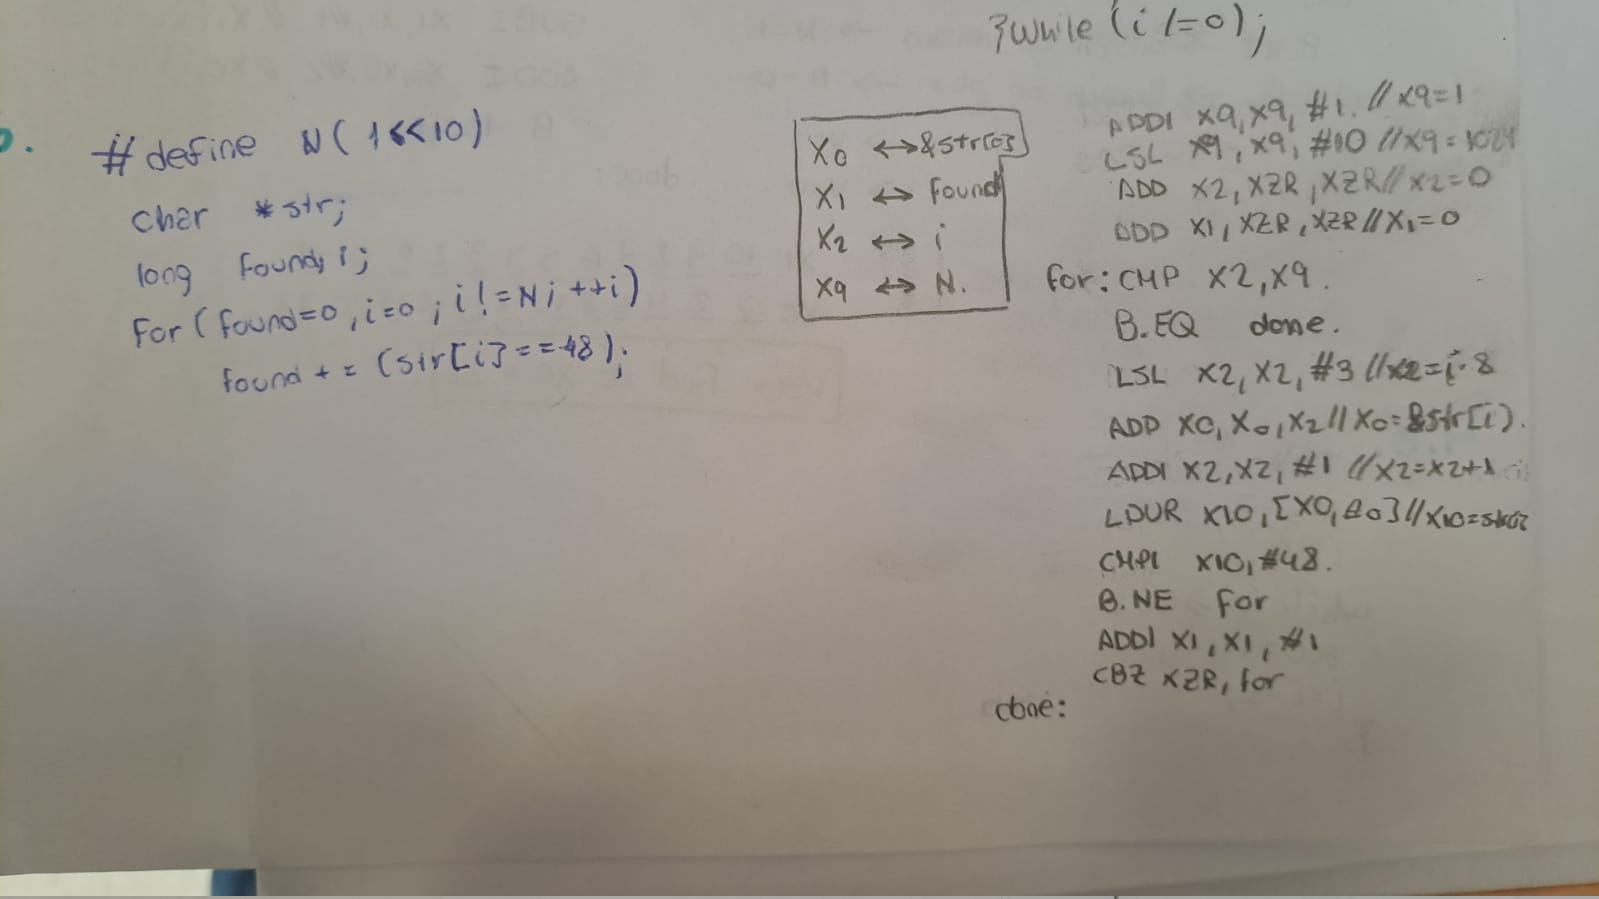 }while (i !=0);
# define N (1<<10)
char *str;
long found, i;
For (found=0, i=0; i!=N; ++i)
found += (str[i]==48);
X0 ↔ &str[0]
X1 ↔ Found
X2 ↔ i
X9 ↔ N.
ADDI X9, X9, #1. //X9=1
LSL X9, X9, #10 //X9=1024
ADD X2, XZR, XZR // X2=0
ADD X1, XZR, XZR // X1=0
for: CMP X2, X9.
B.EQ done.
LSL X2, X2, #3 //X2=i·8
ADD X0, X0, X2 // X0=&str[i].
ADDI X2, X2, #1 //X2=X2+1
LDUR X10, [X0, #0] //X10=
CMPI X10, #48.
B.NE For
ADDI X1, X1, #1
CBZ XZR, for
done: